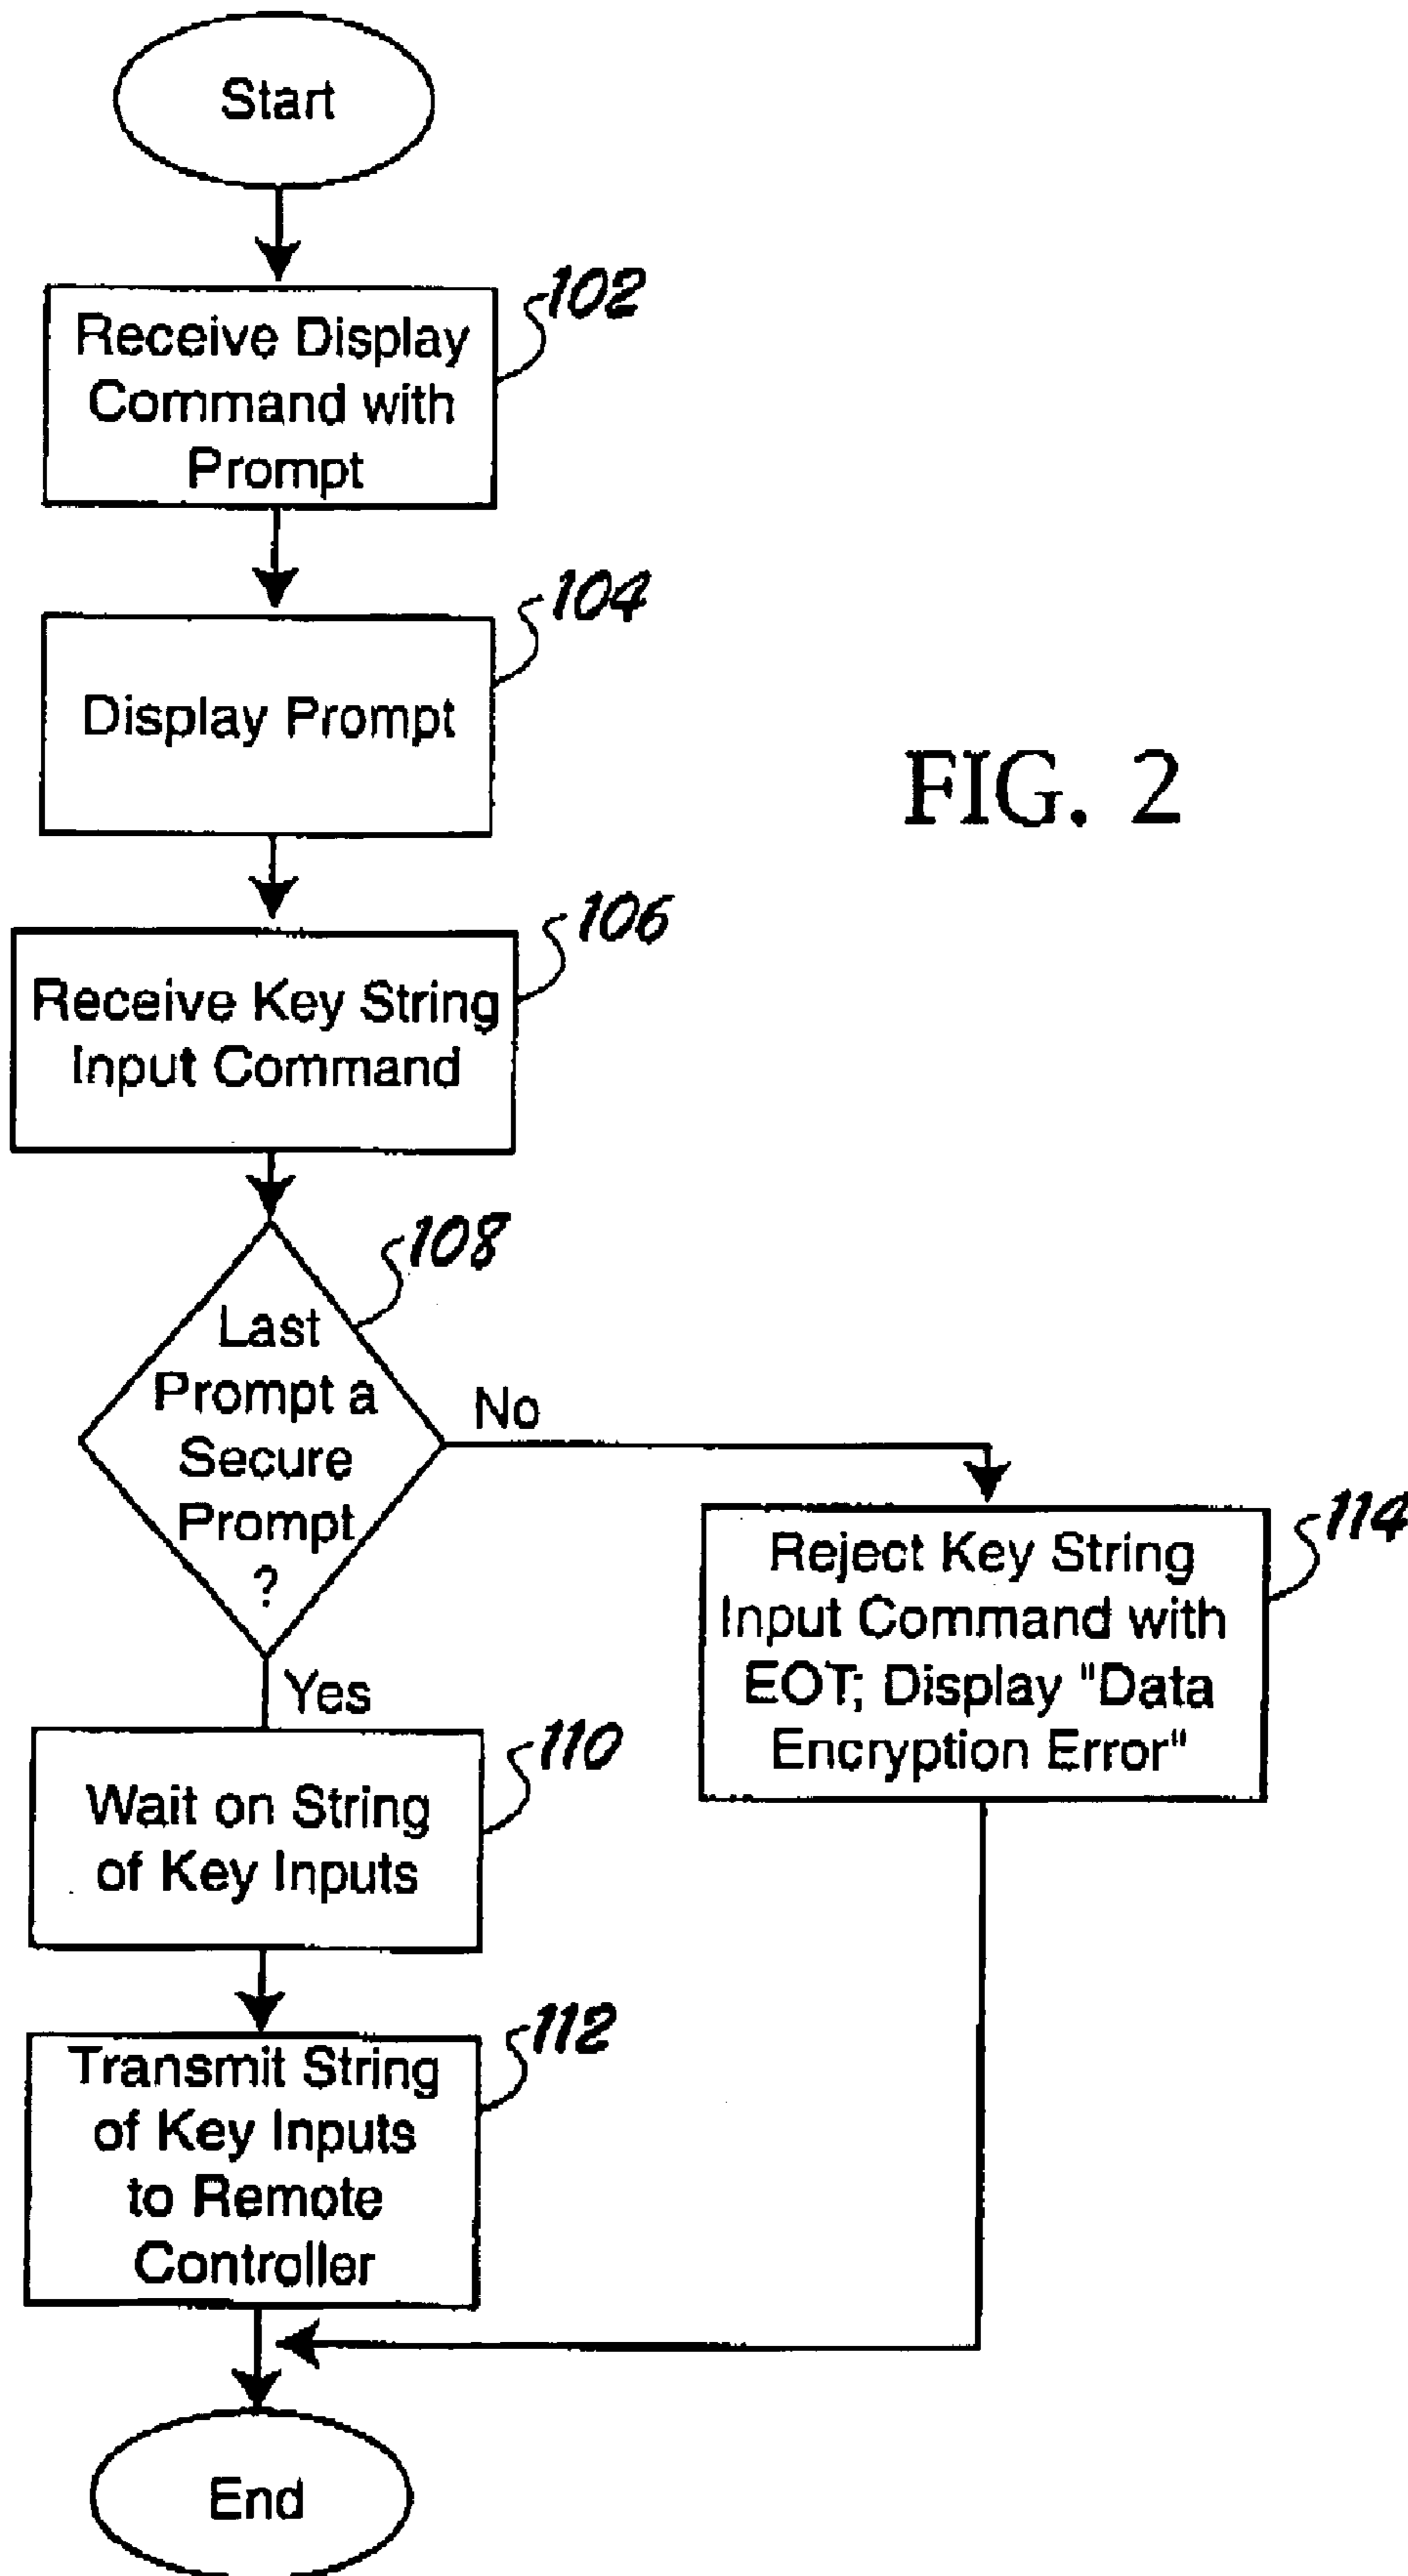 Start
102
Receive Display
Command with
Prompt
104
Display Prompt
FIG. 2
106
Receive Key String
Input Command
108
Last
Prompt a
Secure
Prompt
?
No
114
Reject Key String
Input Command with
EOT; Display "Data
Encryption Error"
Yes
110
Wait on String
of Key Inputs
112
Transmit String
of Key Inputs
to Remote
Controller
End